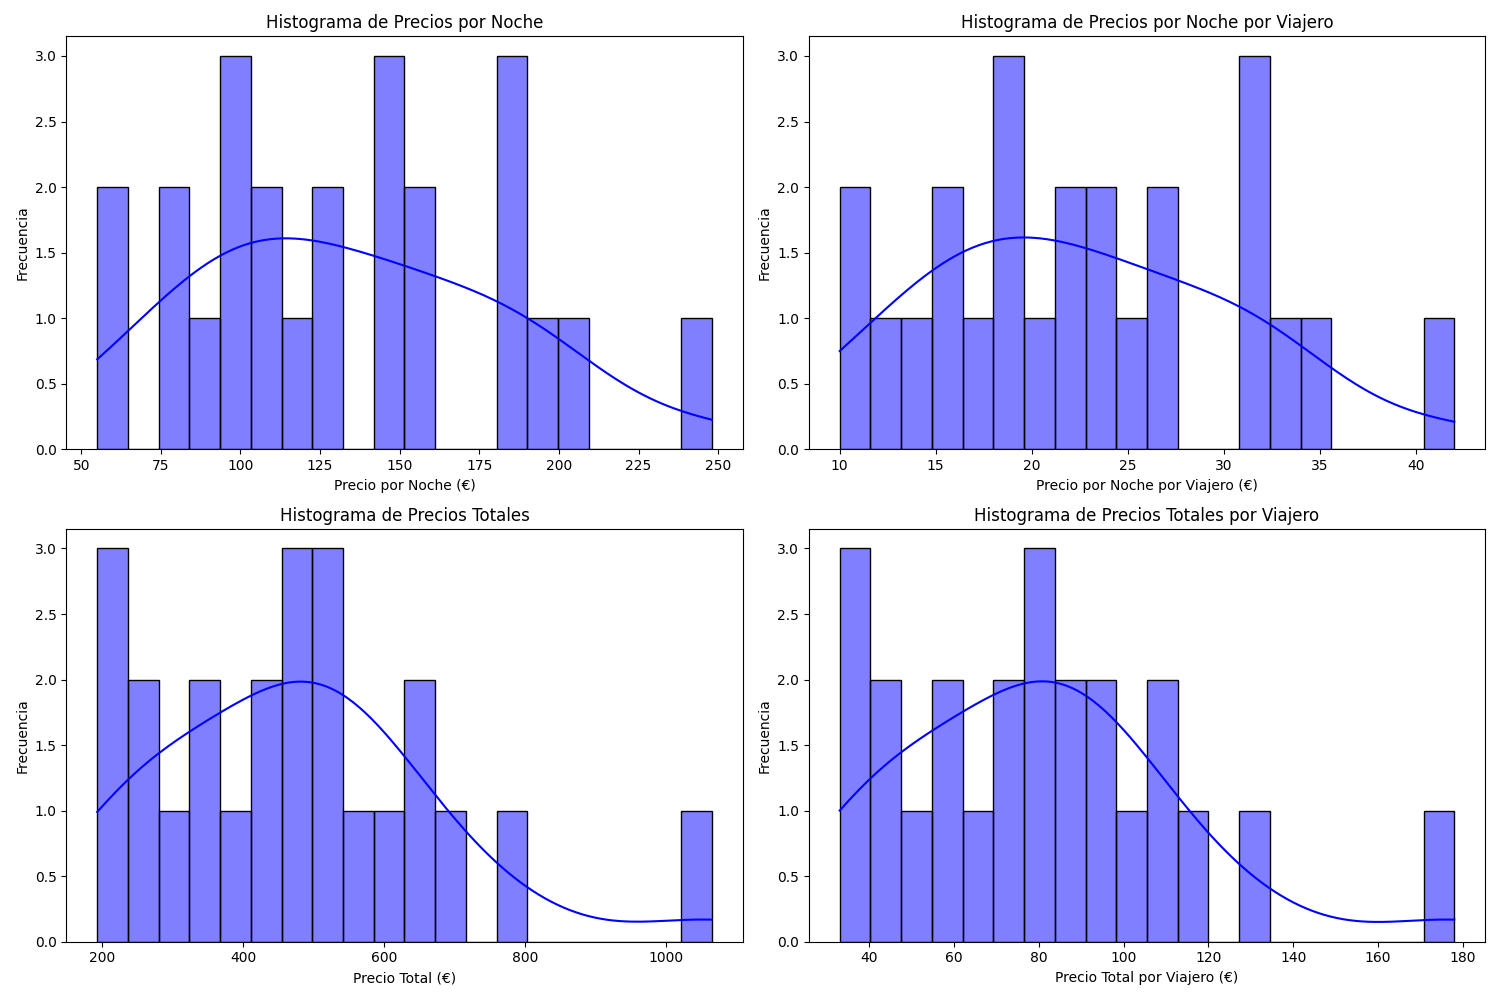 Histograma de Precios por Noche
3.0
2.5
2.0
1.5
1.0
0.5
0.0
Frecuencia
50 75 100 125 150 175 200 225 250
Precio por Noche (€)
Histograma de Precios por Noche por Viajero
3.0
2.5
2.0
1.5
1.0
0.5
0.0
Frecuencia
10 15 20 25 30 35 40
Precio por Noche por Viajero (€)
Histograma de Precios Totales
3.0
2.5
2.0
1.5
1.0
0.5
0.0
Frecuencia
200 400 600 800 1000
Precio Total (€)
Histograma de Precios Totales por Viajero
3.0
2.5
2.0
1.5
1.0
0.5
0.0
Frecuencia
40 60 80 100 120 140 160 180
Precio Total por Viajero (€)